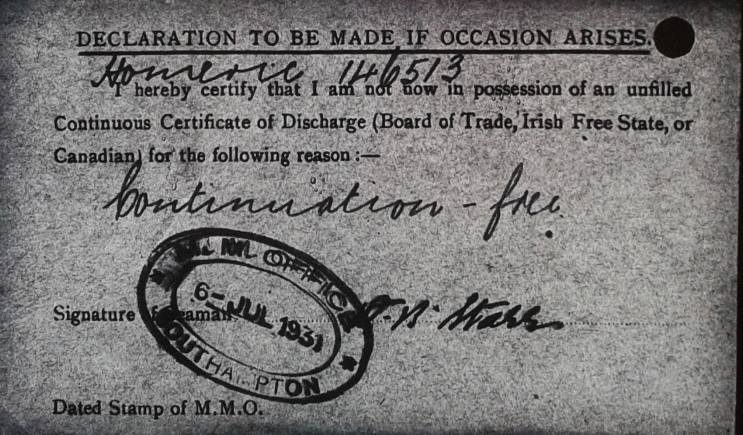 DECLARATION TO BE MADE IF OCCASION ARISES.
Homeric 146513
I hereby certify that I am not now in possession of an unfilled
Continuous Certificate of Discharge (Board of Trade, Irish Free State, or
Canadian) for the following reason :—
Continuation - free.
M. M. OFFICE
6 - JUL 1931
SOUTHAMPTON
Signature of Seaman
Dated Stamp of M.M.O.